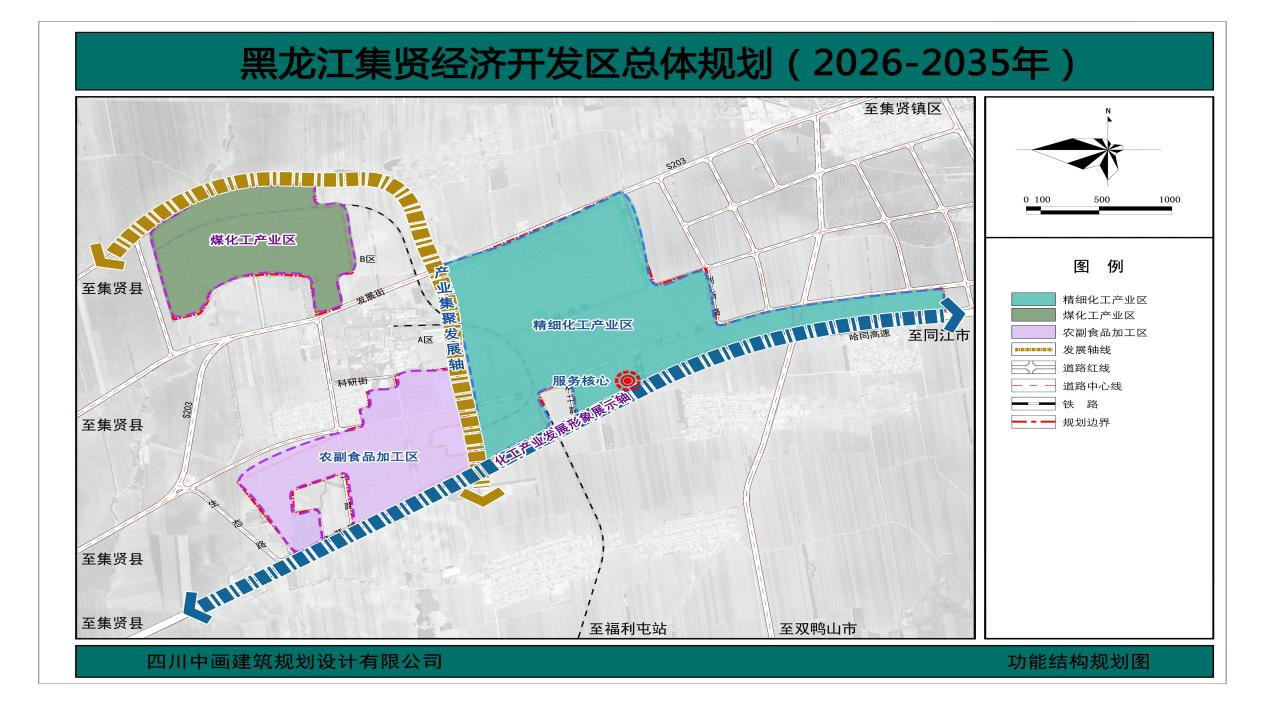 黑龙江集贤经济开发区总体规划（2026-2035年）
至集贤镇区
S203
煤化工产业区
B区
至集贤县
发展街
产业集聚发展轴
精细化工产业区
A区
哈同高速
至同江市
科研街
服务核心
化工产业发展形象展示轴
至集贤县
S203
农副食品加工区
路
至集贤县
至集贤县
至福利屯站
至双鸭山市
N
0 100 500 1000
图 例
精细化工产业区
煤化工产业区
农副食品加工区
发展轴线
道路红线
道路中心线
铁 路
规划边界
四川中画建筑规划设计有限公司
功能结构规划图